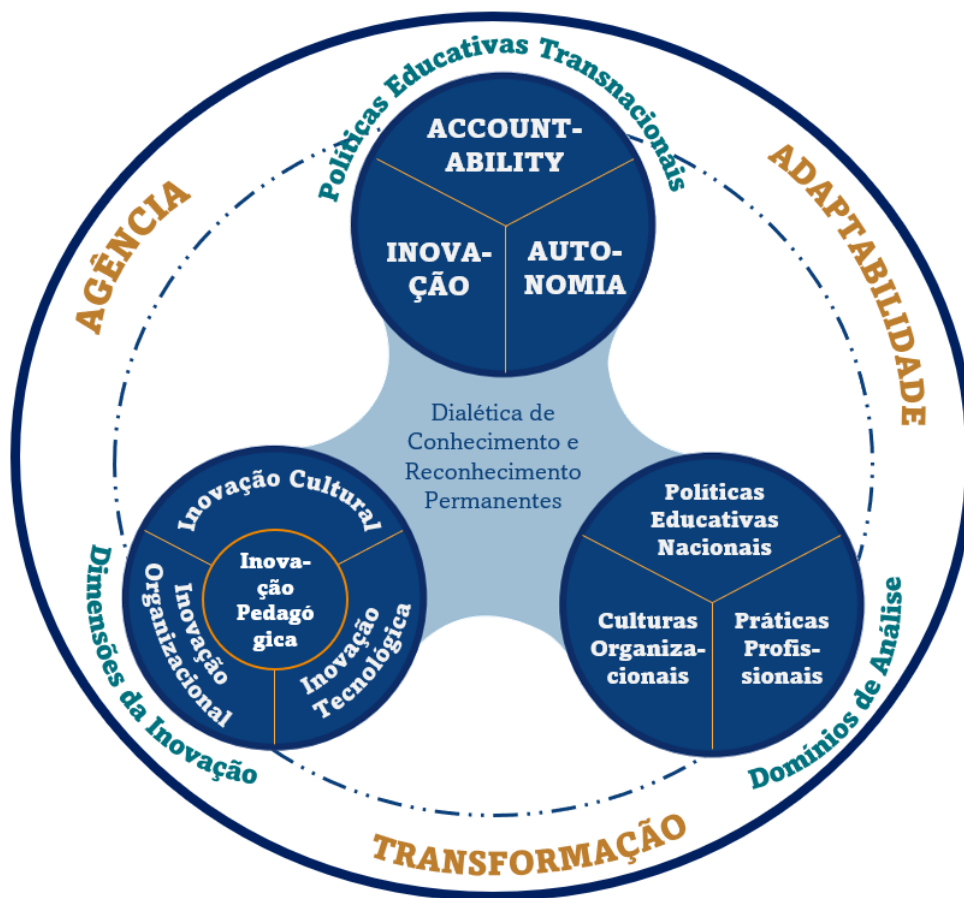 Políticas Educativas Transnacionais
ACCOUNT-
ABILITY
INOVA-
ÇÃO
AUTO-
NOMIA
AGÊNCIA
ADAPTABILIDADE
Dialética de
Conhecimento e
Reconhecimento
Permanentes
Inovação Cultural
Inovação
Organizacional
Inova-
ção
Pedagó
gica
Inovação
Tecnológica
Dimensões da Inovação
Políticas
Educativas
Nacionais
Culturas
Organiza-
cionais
Práticas
Profis-
sionais
Domínios de Análise
TRANSFORMAÇÃO